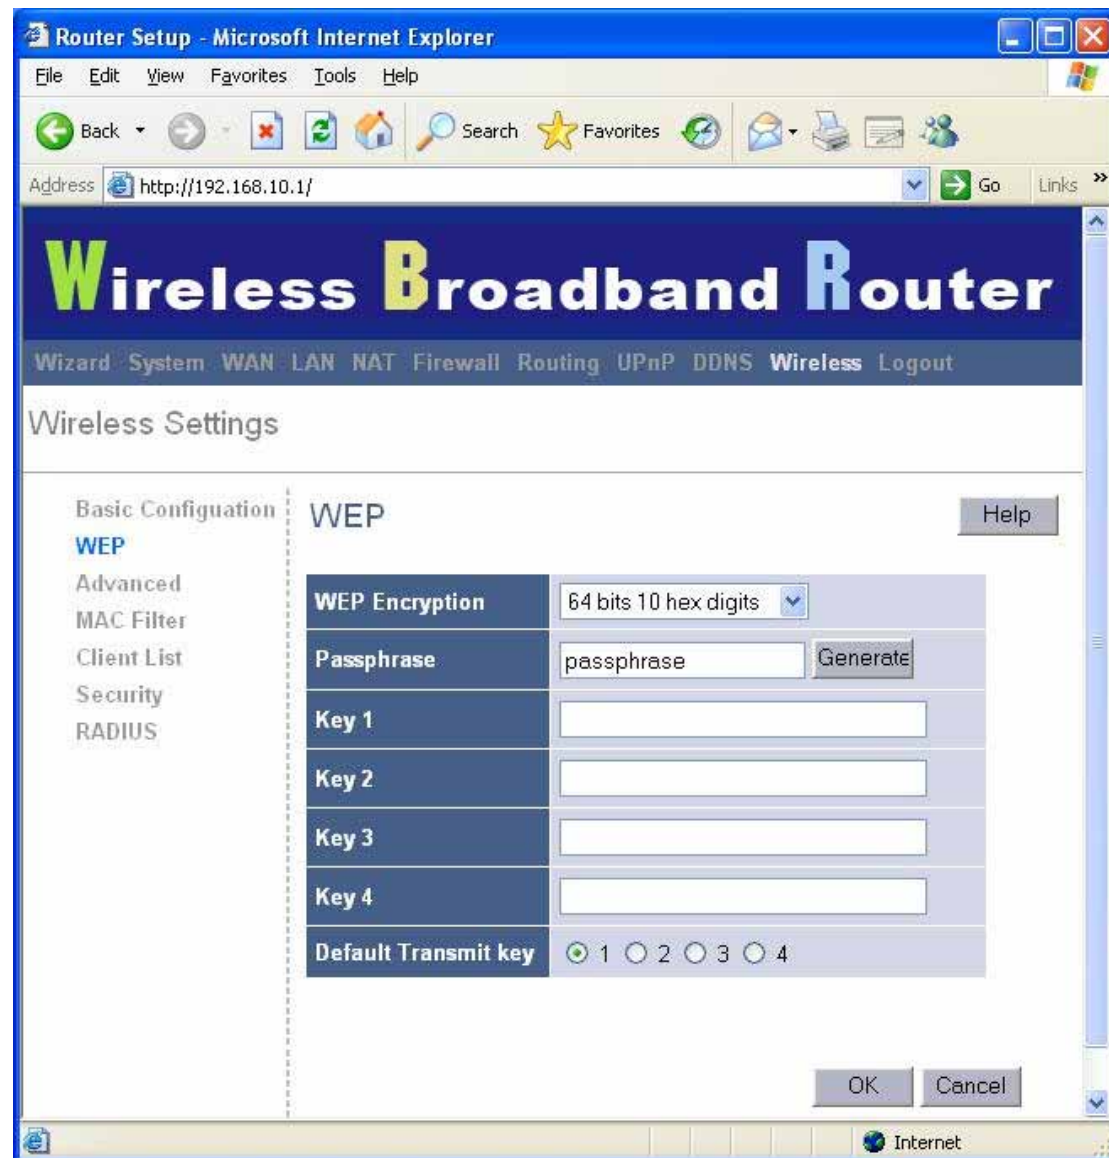 Router Setup - Microsoft Internet Explorer
File Edit View Favorites Tools Help
Back Search Favorites
Address http://192.168.10.1/ Go Links »
Wireless Broadband Router
Wizard System WAN LAN NAT Firewall Routing UPnP DDNS Wireless Logout
Wireless Settings
Basic Configuation
WEP
Advanced
MAC Filter
Client List
Security
RADIUS
WEP
Help
WEP Encryption 64 bits 10 hex digits
Passphrase passphrase Generate
Key 1
Key 2
Key 3
Key 4
Default Transmit key 1 2 3 4
OK Cancel
Internet